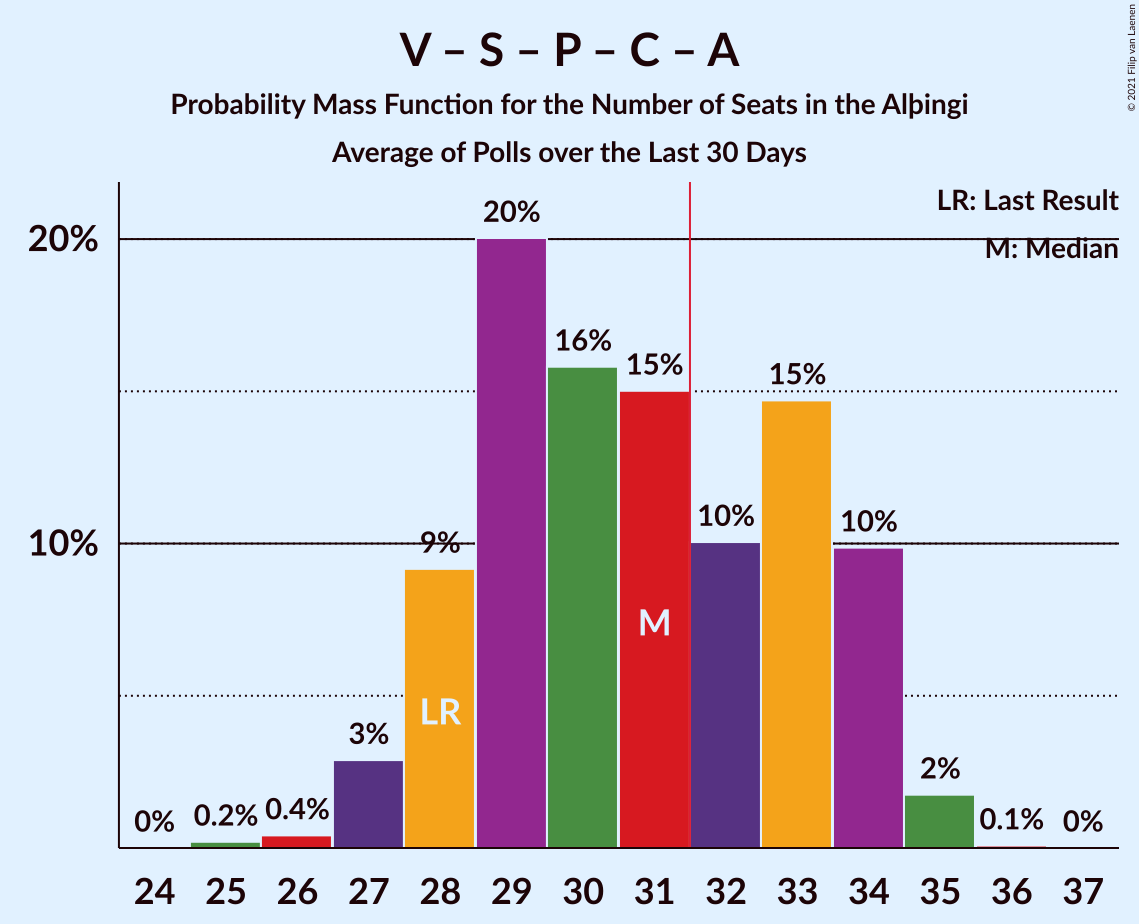 V – S – P – C – A
Probability Mass Function for the Number of Seats in the Alþingi
Average of Polls over the Last 30 Days
© 2021 Filip van Laenen
LR: Last Result
M: Median
20%
10%
0%
0.2%
0.4%
3%
9%
20%
16%
15%
10%
15%
10%
2%
0.1%
0%
LR
M
24 25 26 27 28 29 30 31 32 33 34 35 36 37